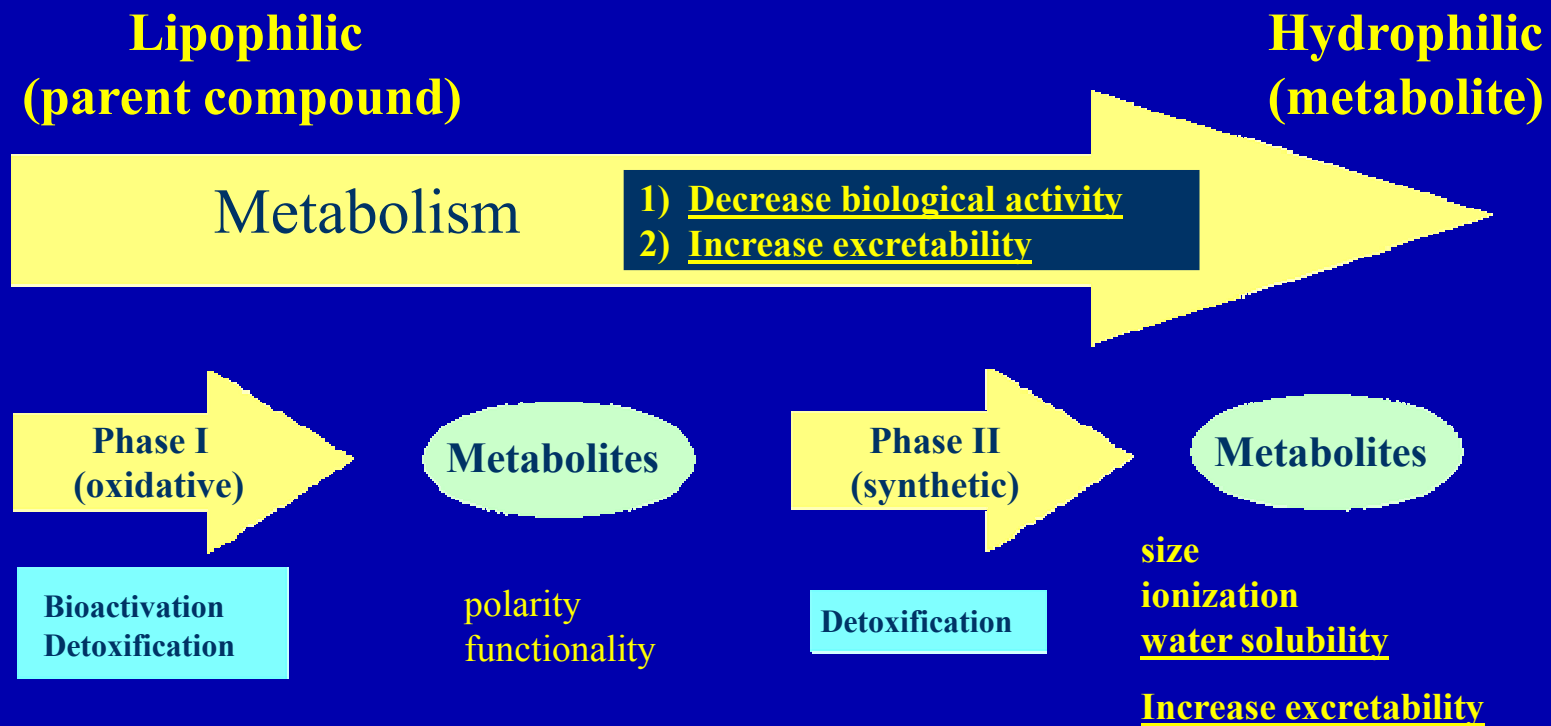 Lipophilic
(parent compound)
Hydrophilic
(metabolite)
Metabolism
1) Decrease biological activity
2) Increase excretability
Phase I
(oxidative)
Metabolites
Phase II
(synthetic)
Metabolites
Bioactivation
Detoxification
polarity
functionality
Detoxification
size
ionization
water solubility
Increase excretability